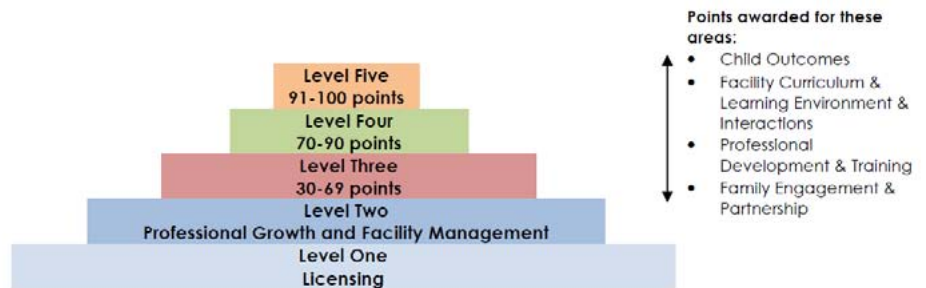 Level Five
91-100 points
Level Four
70-90 points
Level Three
30-69 points
Level Two
Professional Growth and Facility Management
Level One
Licensing
Points awarded for these
areas:
• Child Outcomes
• Facility Curriculum &
Learning Environment &
Interactions
• Professional
Development & Training
• Family Engagement &
Partnership